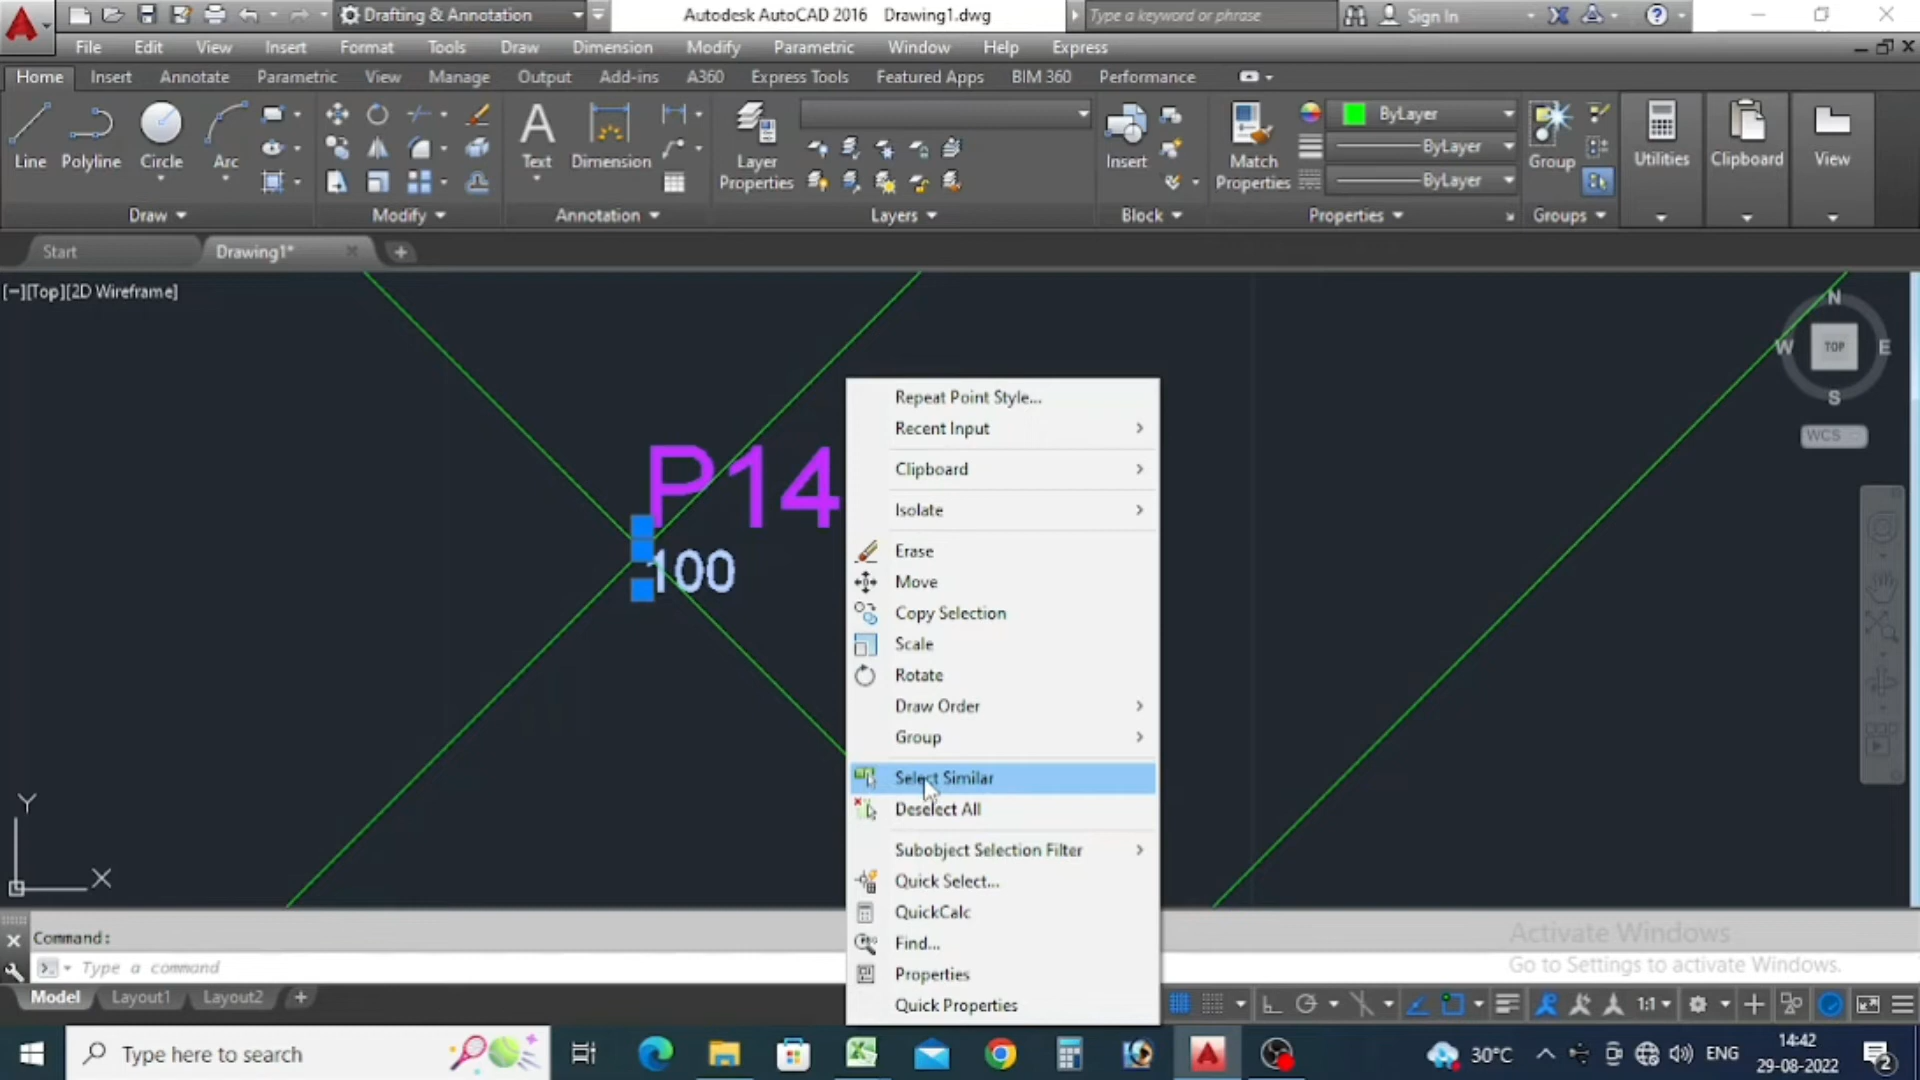 Drafting & Annotation
Autodesk AutoCAD 2016 Drawing1.dwg
Type a keyword or phrase
Sign In
File Edit View Insert Format Tools Draw Dimension Modify Parametric Window Help Express
Home Insert Annotate Parametric View Manage Output Add-ins A360 Express Tools Featured Apps BIM 360 Performance
ByLayer
ByLayer
ByLayer
Line Polyline Circle Arc Text Dimension Layer Properties Insert Match Properties Group Utilities Clipboard View
Draw Modify Annotation Layers Block Properties Groups
Start Drawing1*
[−][Top][2D Wireframe]
N
W TOP E
S
WCS
P14
100
Repeat Point Style...
Recent Input
Clipboard
Isolate
Erase
Move
Copy Selection
Scale
Rotate
Draw Order
Group
Select Similar
Deselect All
Subobject Selection Filter
Quick Select...
QuickCalc
Find...
Properties
Quick Properties
Y
X
Command:
Type a command
Activate Windows
Go to Settings to activate Windows.
Model Layout1 Layout2 +
1:1
Type here to search
30°C
ENG
14:42
29-08-2022
2